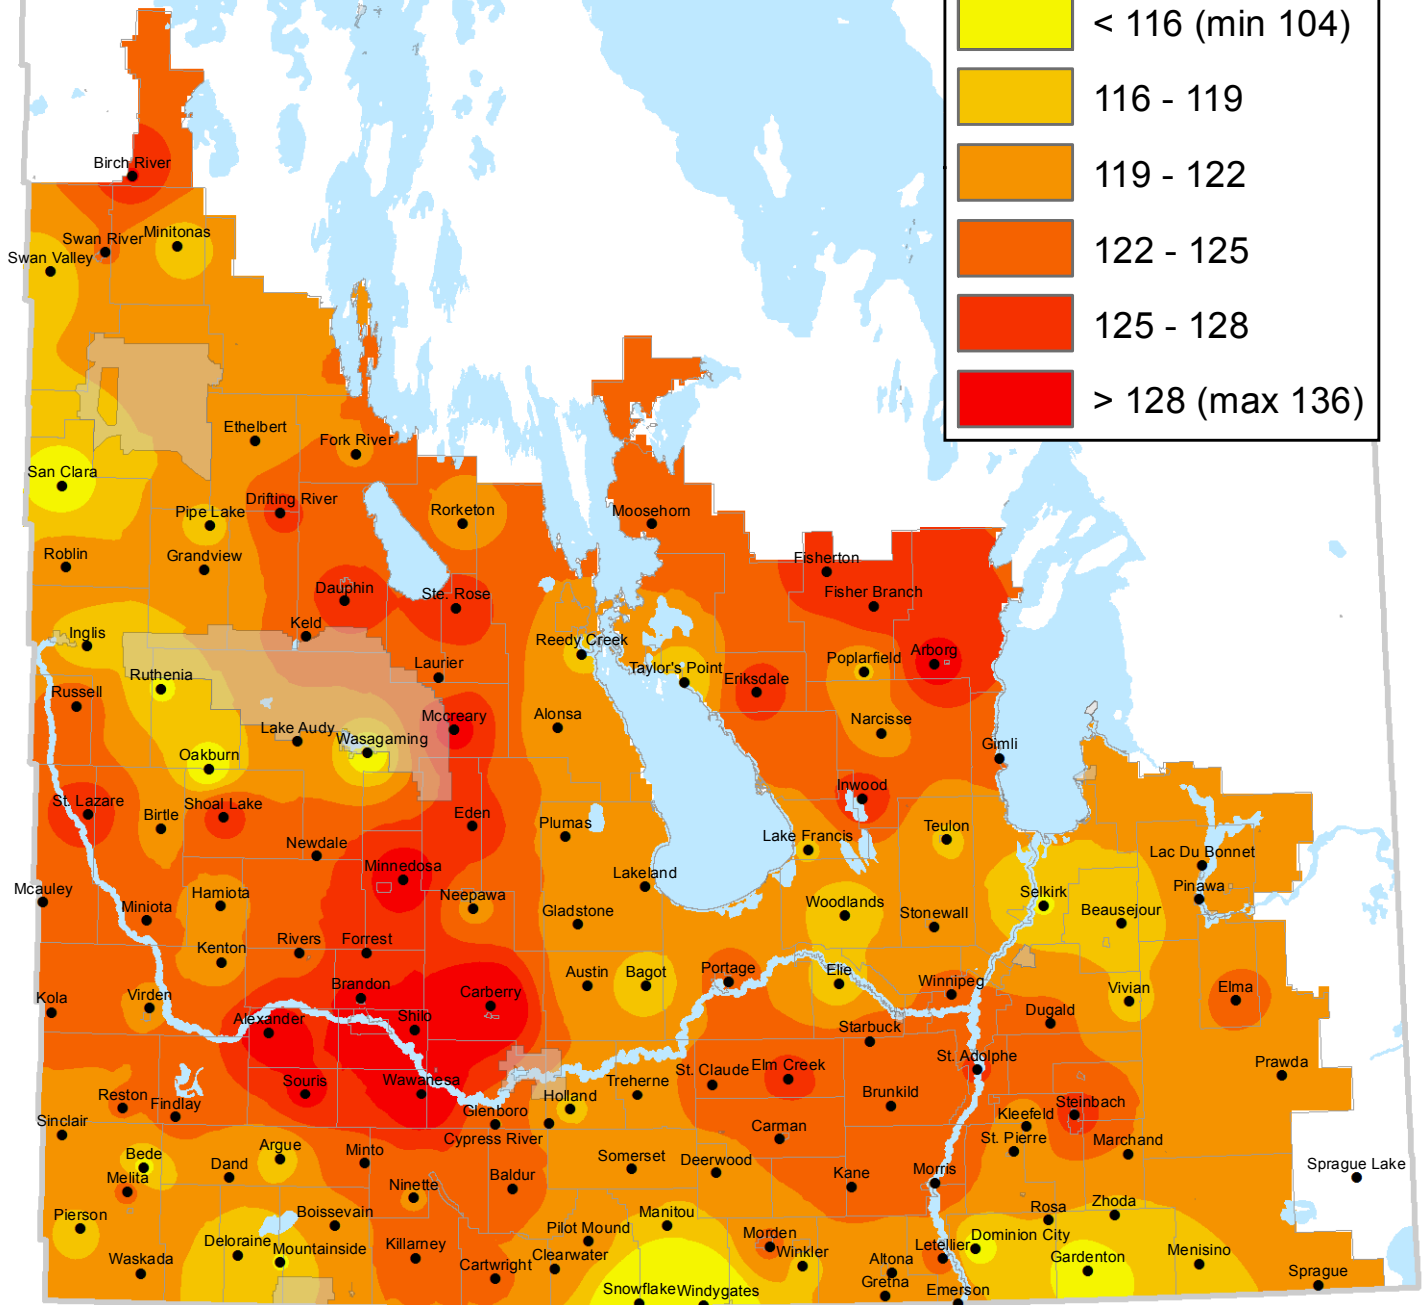 < 116 (min 104)
116 - 119
119 - 122
122 - 125
125 - 128
> 128 (max 136)
Birch River
Swan River
Minitonas
Swan Valley
Ethelbert
Fork River
San Clara
Drifting River
Pipe Lake
Rorketon
Moosehorn
Roblin
Grandview
Fisherton
Dauphin
Ste. Rose
Fisher Branch
Keld
Inglis
Reedy Creek
Arborg
Laurier
Taylor's Point
Poplarfield
Ruthenia
Eriksdale
Russell
Mccreary
Alonsa
Narcisse
Lake Audy
Wasagaming
Gimli
Oakburn
Inwood
St. Lazare
Shoal Lake
Birtle
Eden
Plumas
Teulon
Lake Francis
Newdale
Lac Du Bonnet
Minnedosa
Lakeland
Pinawa
Mcauley
Hamiota
Neepawa
Selkirk
Woodlands
Miniota
Gladstone
Stonewall
Beausejour
Rivers
Forrest
Kenton
Austin
Bagot
Portage
Elie
Brandon
Winnipeg
Carberry
Vivian
Elma
Kola
Virden
Dugald
Alexander
Shilo
Starbuck
St. Adolphe
Prawda
Souris
Wawanesa
Treherne
St. Claude
Elm Creek
Reston
Findlay
Holland
Brunkild
Steinbach
Glenboro
Kleefeld
Sinclair
Cypress River
Carman
St. Pierre
Marchand
Argue
Minto
Bede
Dand
Somerset
Deerwood
Sprague Lake
Melita
Baldur
Kane
Morris
Ninette
Pierson
Boissevain
Manitou
Rosa
Zhoda
Pilot Mound
Deloraine
Mountainside
Killarney
Morden
Dominion City
Waskada
Clearwater
Winkler
Letellier
Cartwright
Altona
Gardenton
Menisino
Gretna
Sprague
Snowflake
Windygates
Emerson